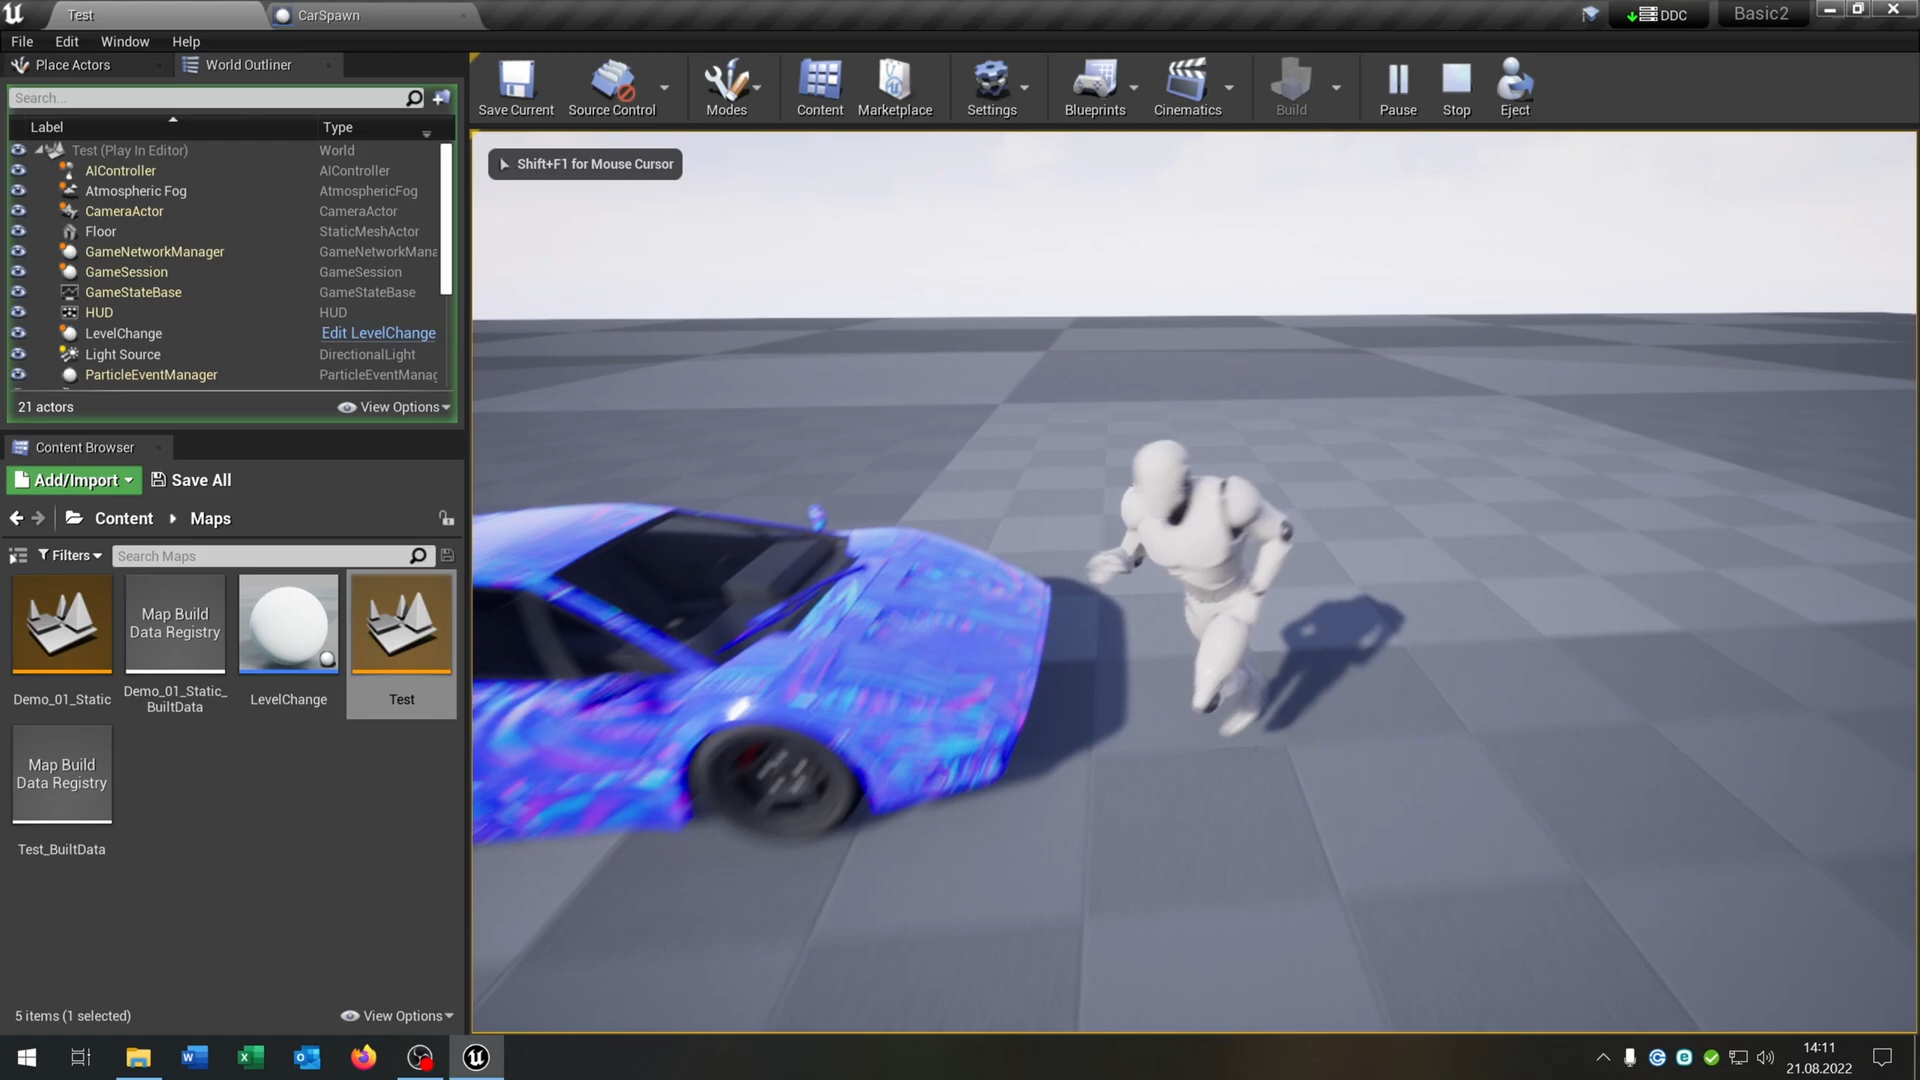 Test
CarSpawn
DDC
Basic2
File Edit Window Help
Place Actors
World Outliner
Search...
Label Type
Test (Play In Editor) World
AIController AIController
Atmospheric Fog AtmosphericFog
CameraActor CameraActor
Floor StaticMeshActor
GameNetworkManager GameNetworkMana
GameSession GameSession
GameStateBase GameStateBase
HUD HUD
LevelChange Edit LevelChange
Light Source DirectionalLight
ParticleEventManager ParticleEventManag
21 actors View Options
Save Current Source Control Modes Content Marketplace Settings Blueprints Cinematics Build Pause Stop Eject
Shift+F1 for Mouse Cursor
Content Browser
Add/Import Save All
Content Maps
Filters Search Maps
Map Build
Data Registry
Demo_01_Static
Demo_01_Static_
BuiltData
LevelChange
Test
Map Build
Data Registry
Test_BuiltData
5 items (1 selected) View Options
14:11
21.08.2022